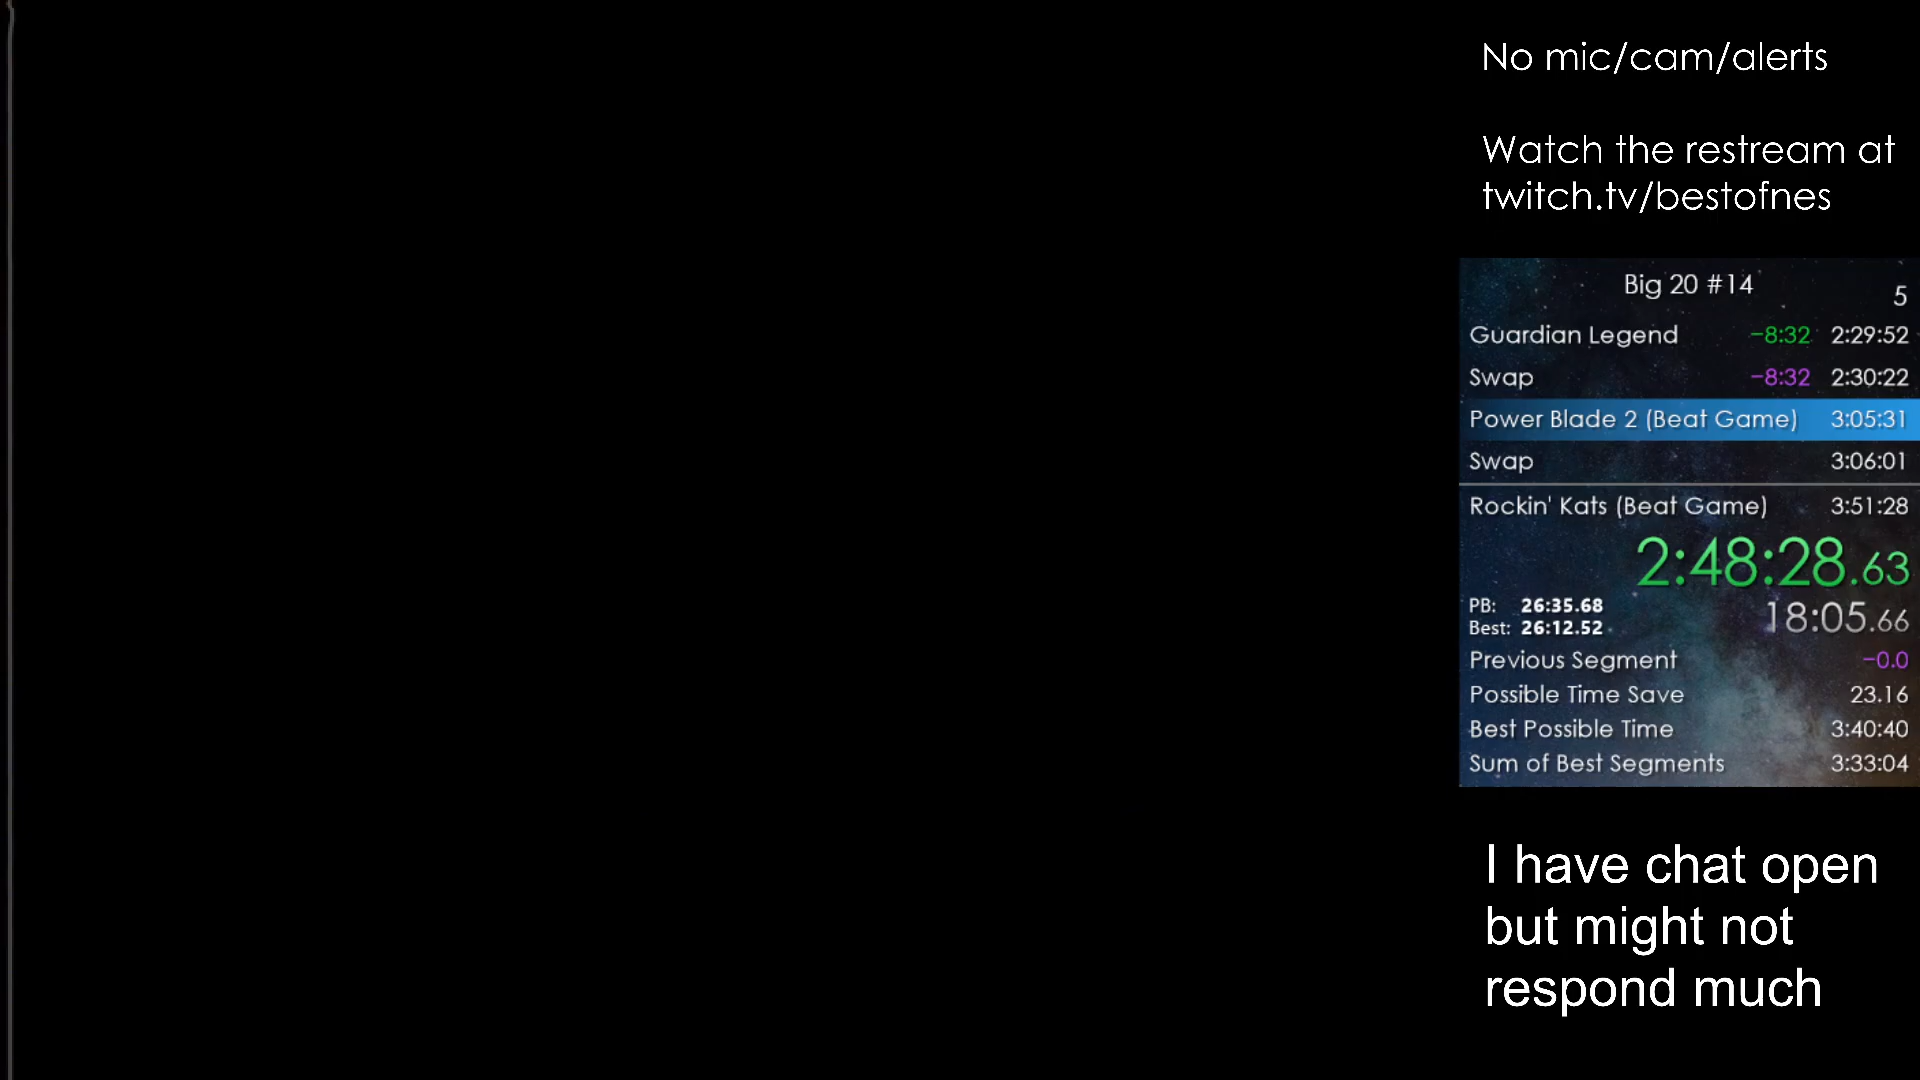 No mic/cam/alerts
Watch the restream at
twitch.tv/bestofnes
Big 20 #14
5
Guardian Legend −8:32 2:29:52
Swap −8:32 2:30:22
Power Blade 2 (Beat Game) 3:05:31
Swap 3:06:01
Rockin' Kats (Beat Game) 3:51:28
2:48:28.63
PB: 26:35.68
18:05.66
Best: 26:12.52
Previous Segment −0.0
Possible Time Save 23.16
Best Possible Time 3:40:40
Sum of Best Segments 3:33:04
I have chat open
but might not
respond much